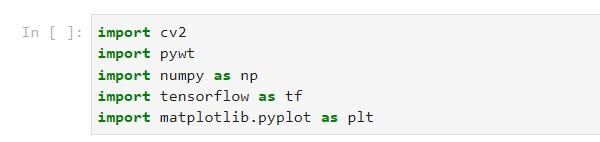 In [ ]: import cv2
import pywt
import numpy as np
import tensorflow as tf
import matplotlib.pyplot as plt